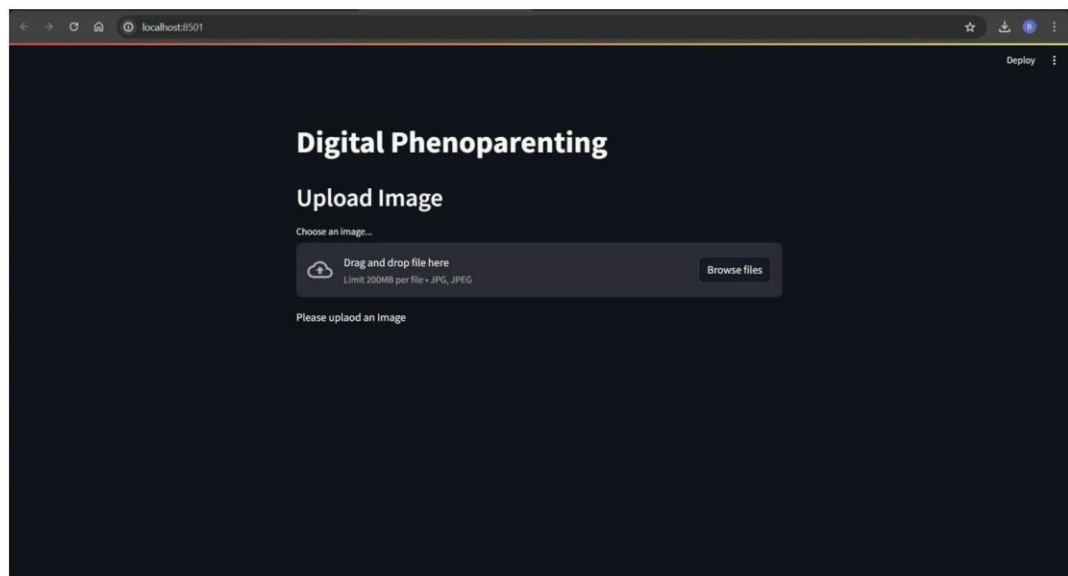 localhost:8501
Deploy
Digital Phenoparenting
Upload Image
Choose an image...
Drag and drop file here
Limit 200MB per file • JPG, JPEG
Browse files
Please uplaod an Image